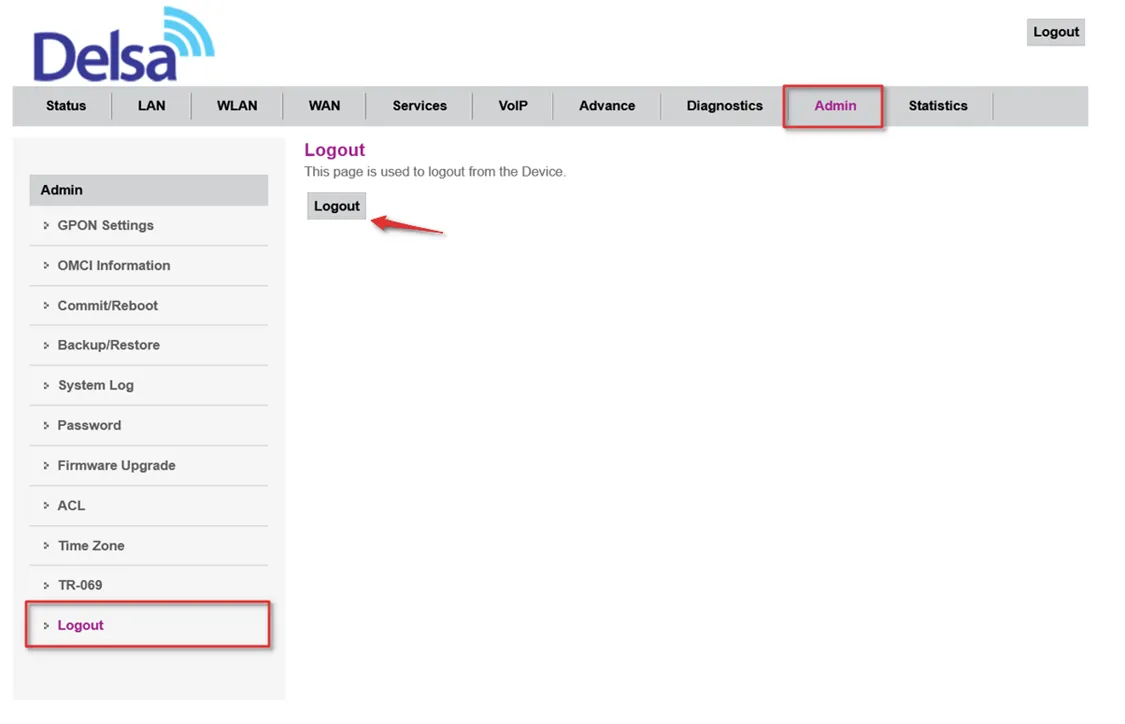 Delsa
Logout
Status LAN WLAN WAN Services VoIP Advance Diagnostics Admin Statistics
Admin
GPON Settings
OMCI Information
Commit/Reboot
Backup/Restore
System Log
Password
Firmware Upgrade
ACL
Time Zone
TR-069
Logout
Logout
This page is used to logout from the Device.
Logout